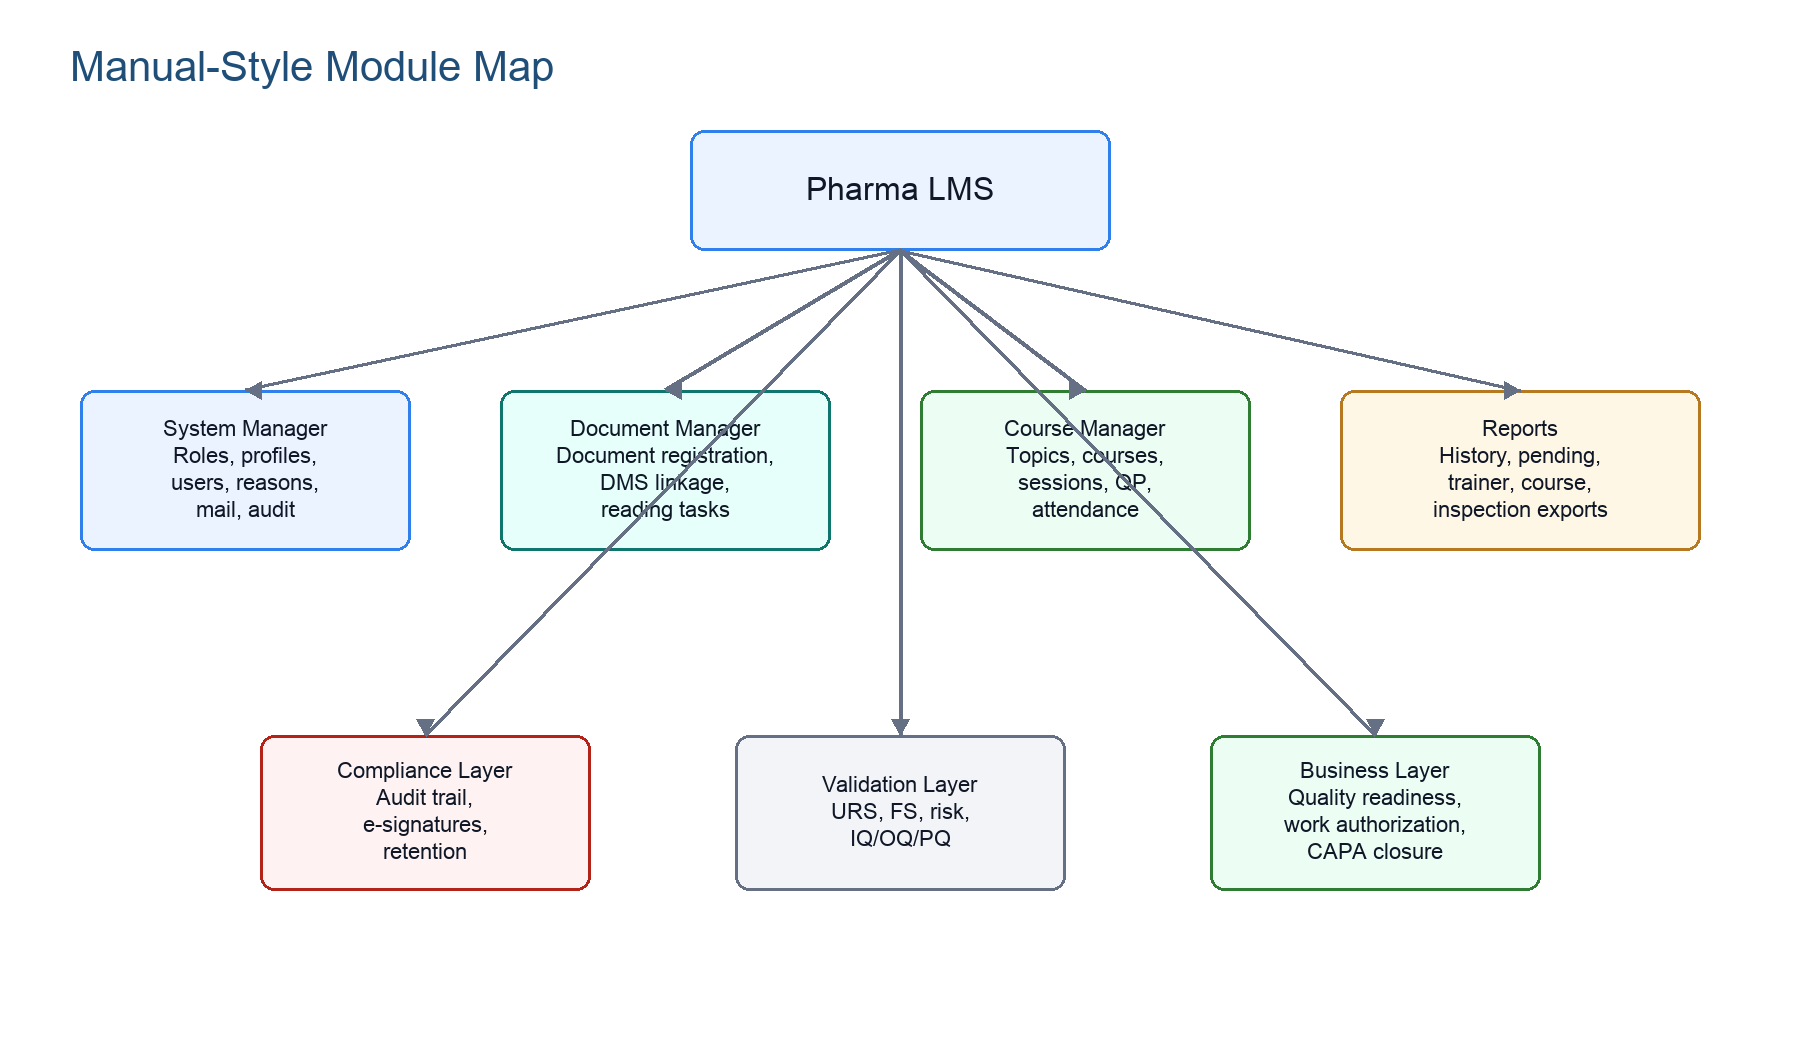 Manual-Style Module Map
Pharma LMS
System Manager
Roles, profiles,
users, reasons,
mail, audit
Document Manager
Document registration,
DMS linkage,
reading tasks
Course Manager
Topics, courses,
sessions, QP,
attendance
Reports
History, pending,
trainer, course,
inspection exports
Compliance Layer
Audit trail,
e-signatures,
retention
Validation Layer
URS, FS, risk,
IQ/OQ/PQ
Business Layer
Quality readiness,
work authorization,
CAPA closure